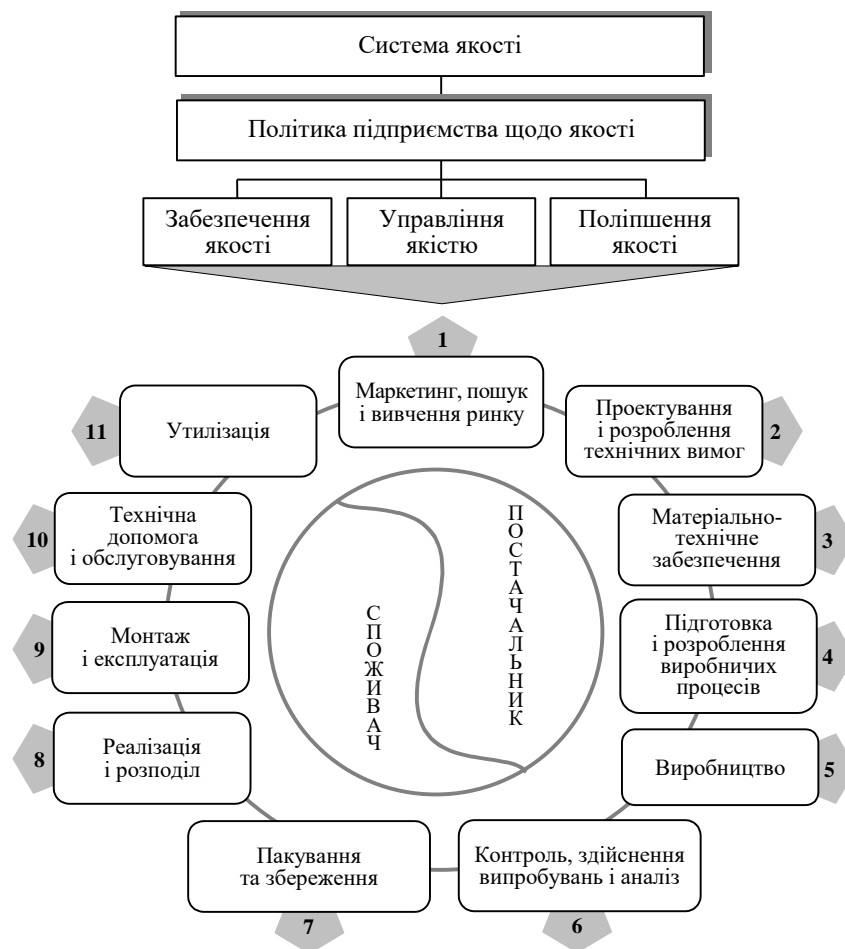 Система якості
Політика підприємства щодо якості
Забезпечення
якості
Управління
якістю
Поліпшення
якості
1
Маркетинг, пошук
і вивчення ринку
Проектування
і розроблення
технічних вимог
2
Матеріально-
технічне
забезпечення
3
Підготовка
і розроблення
виробничих
процесів
4
Виробництво
5
Контроль, здійснення
випробувань і аналіз
6
Пакування
та збереження
7
Реалізація
і розподіл
8
Монтаж
і експлуатація
9
Технічна
допомога
і обслуговування
10
Утилізація
11
СПОЖИВАЧ
ПОСТАЧАЛЬНИК